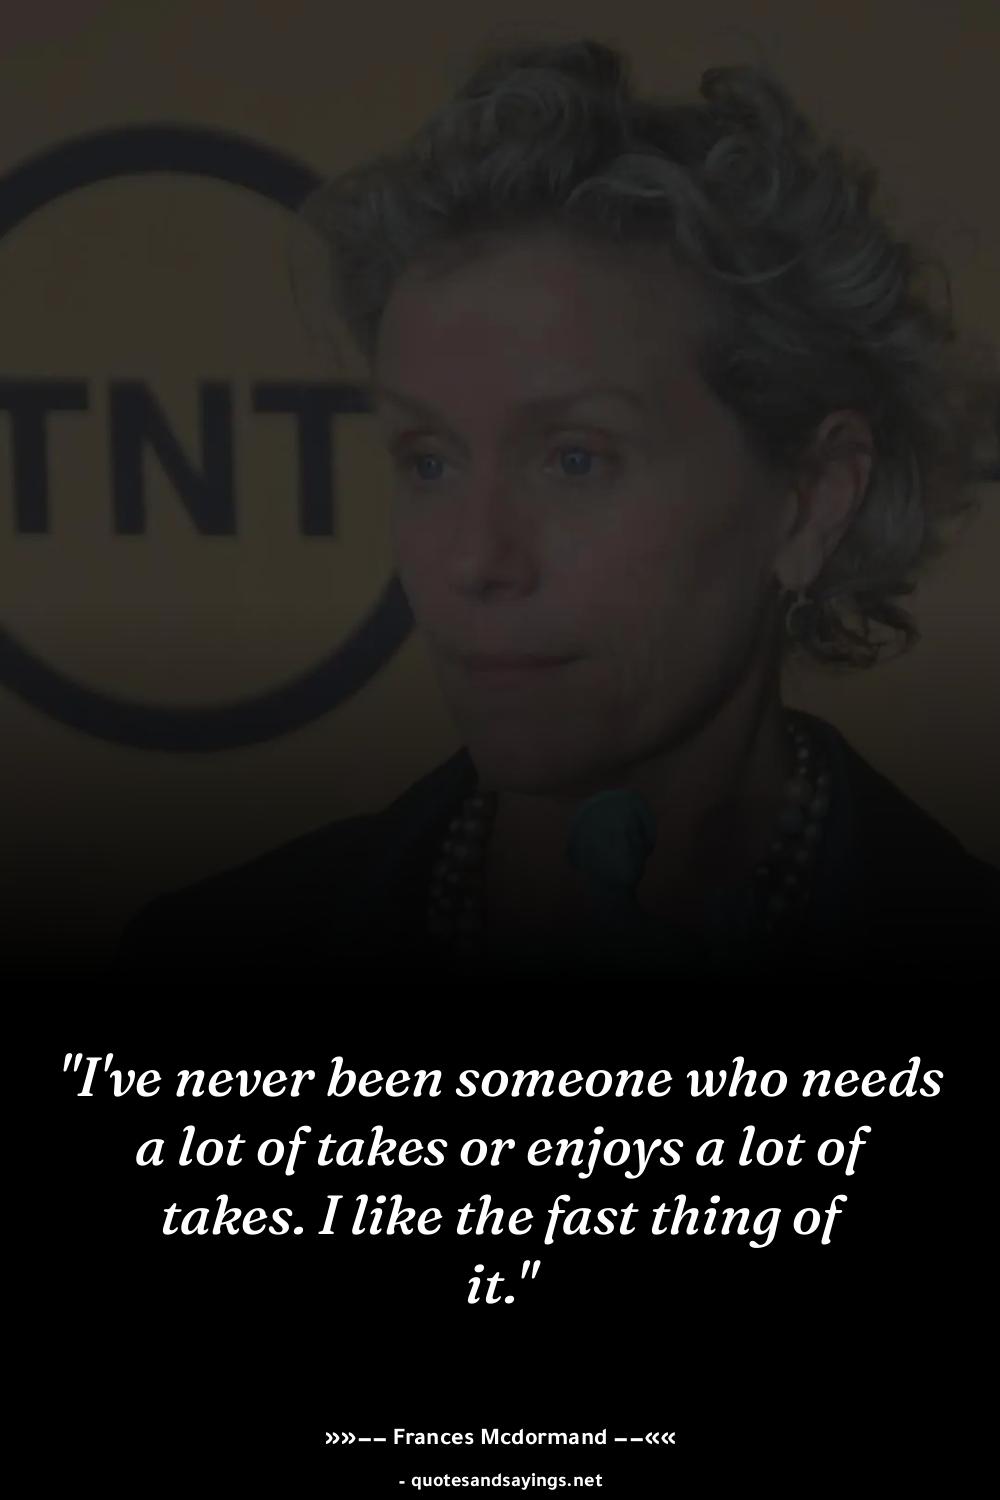 TNT
"I've never been someone who needs
a lot of takes or enjoys a lot of
takes. I like the fast thing of
it."
»»–– Frances Mcdormand ––««
- quotesandsayings.net